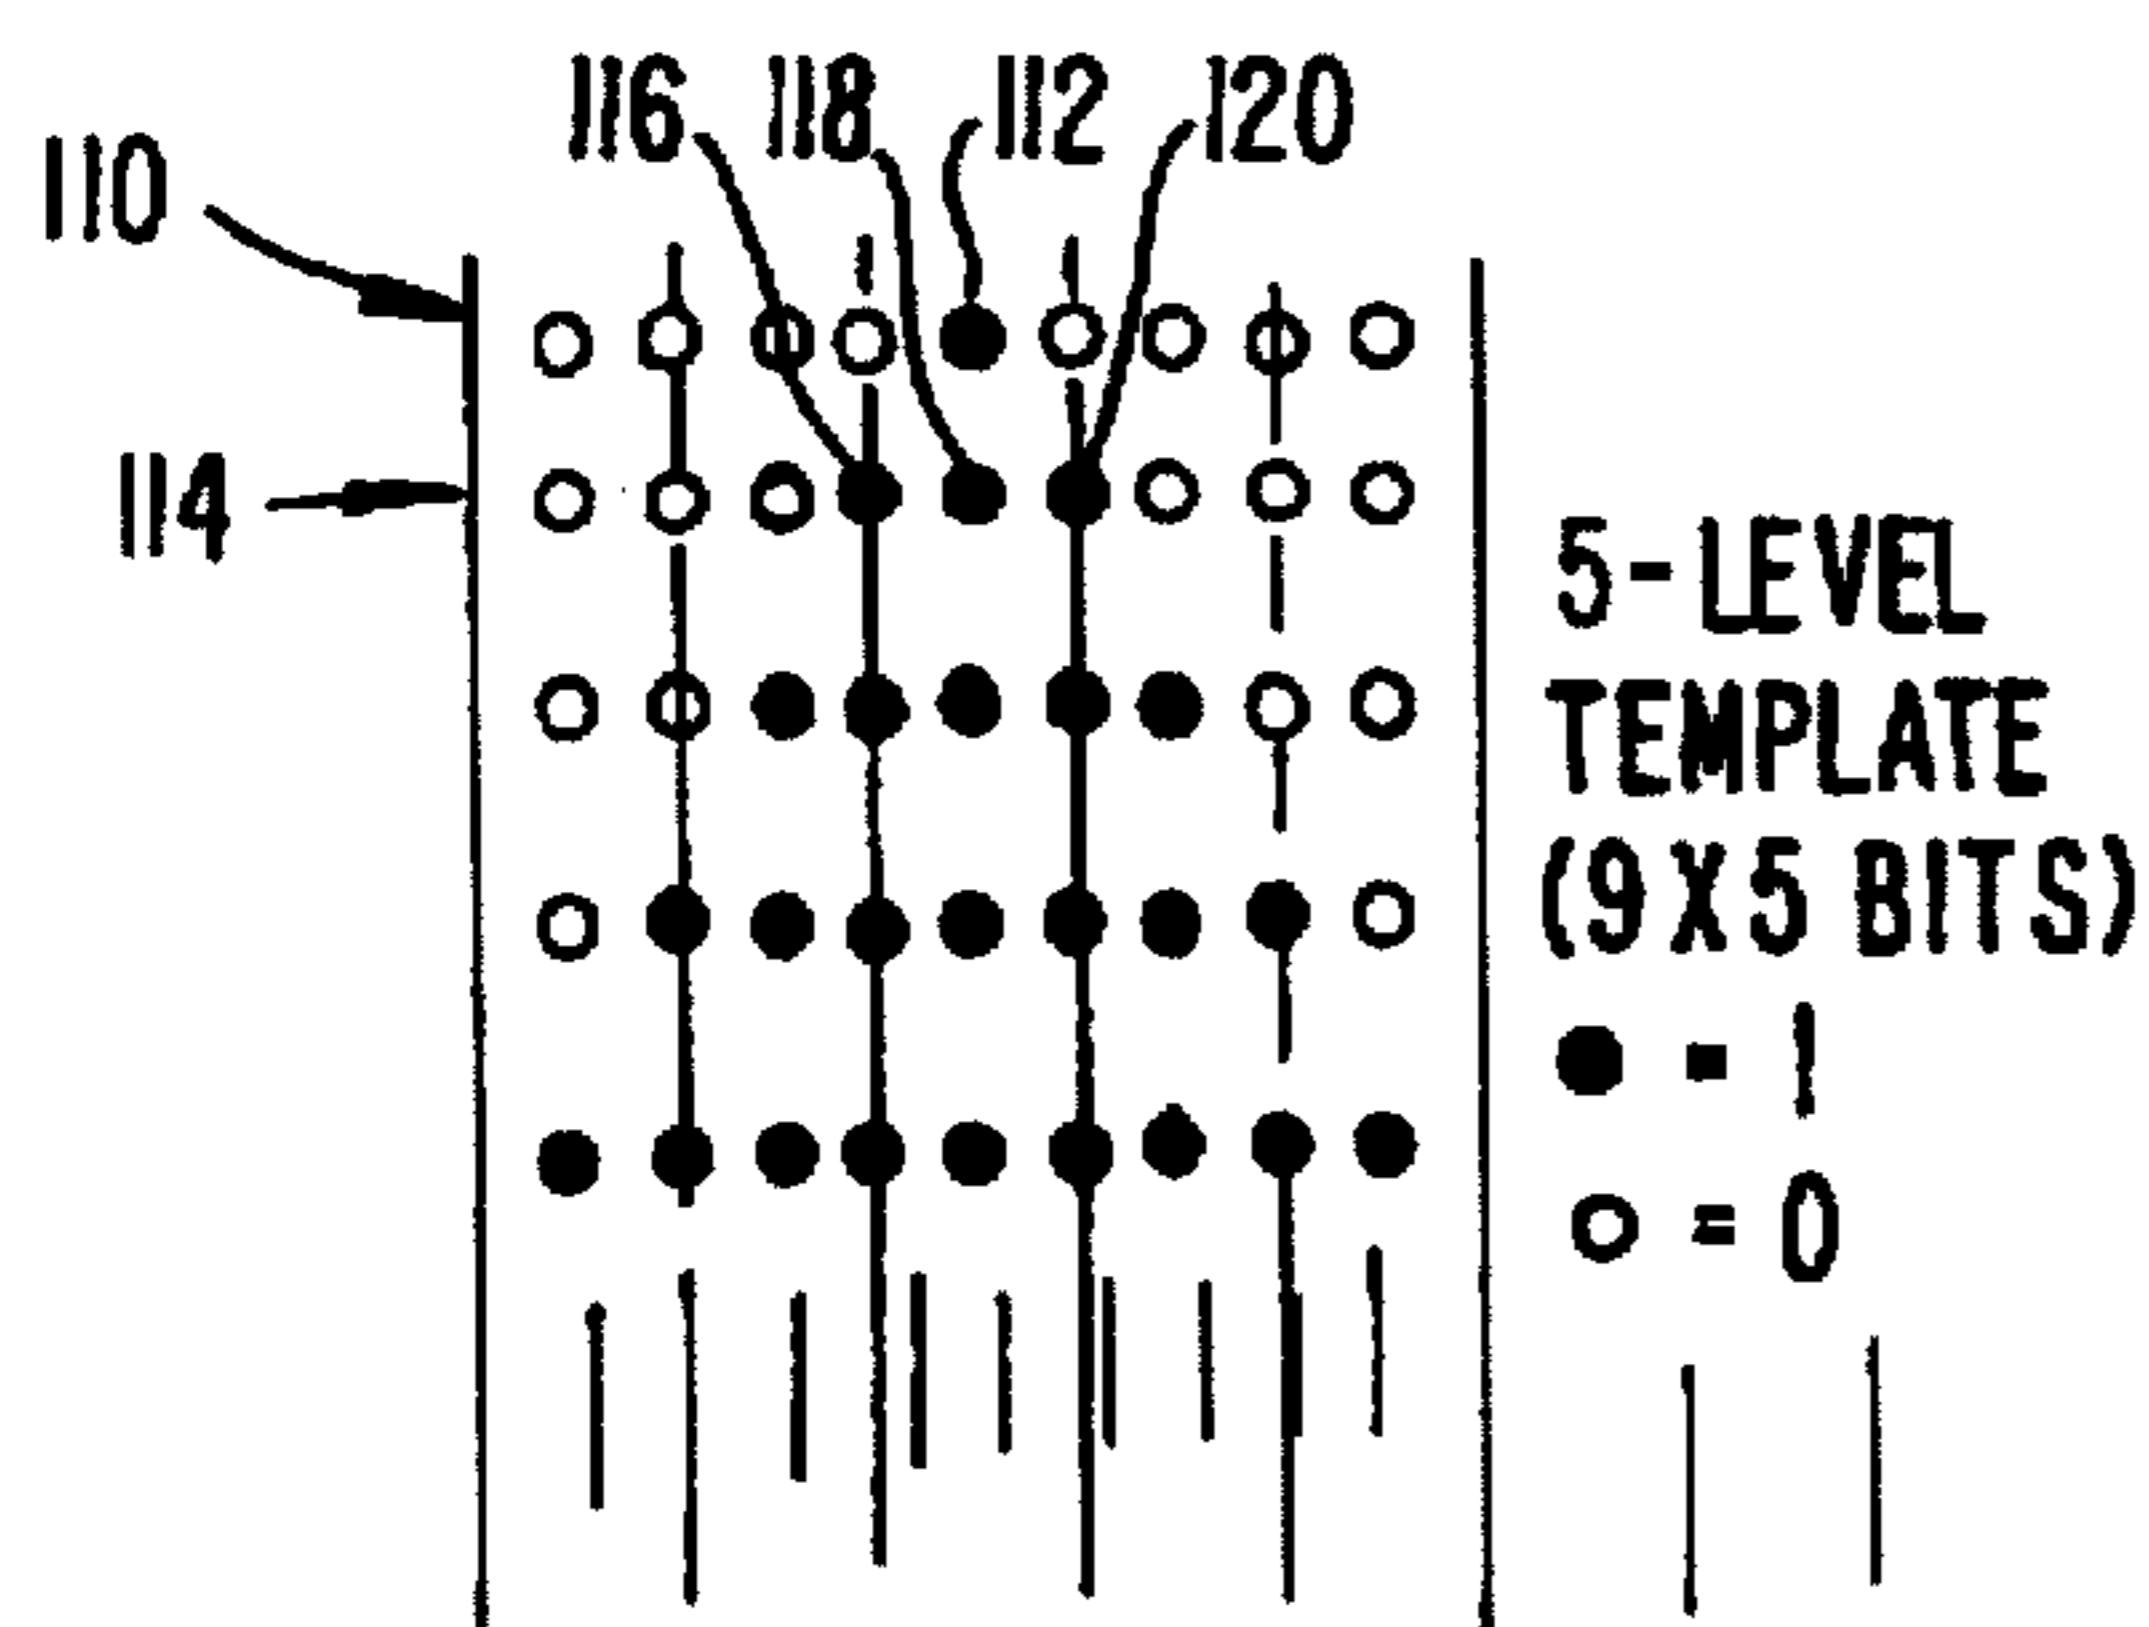 116 118 112 120
110
114
5-LEVEL
TEMPLATE
(9X5 BITS)
● = 1
○ = 0